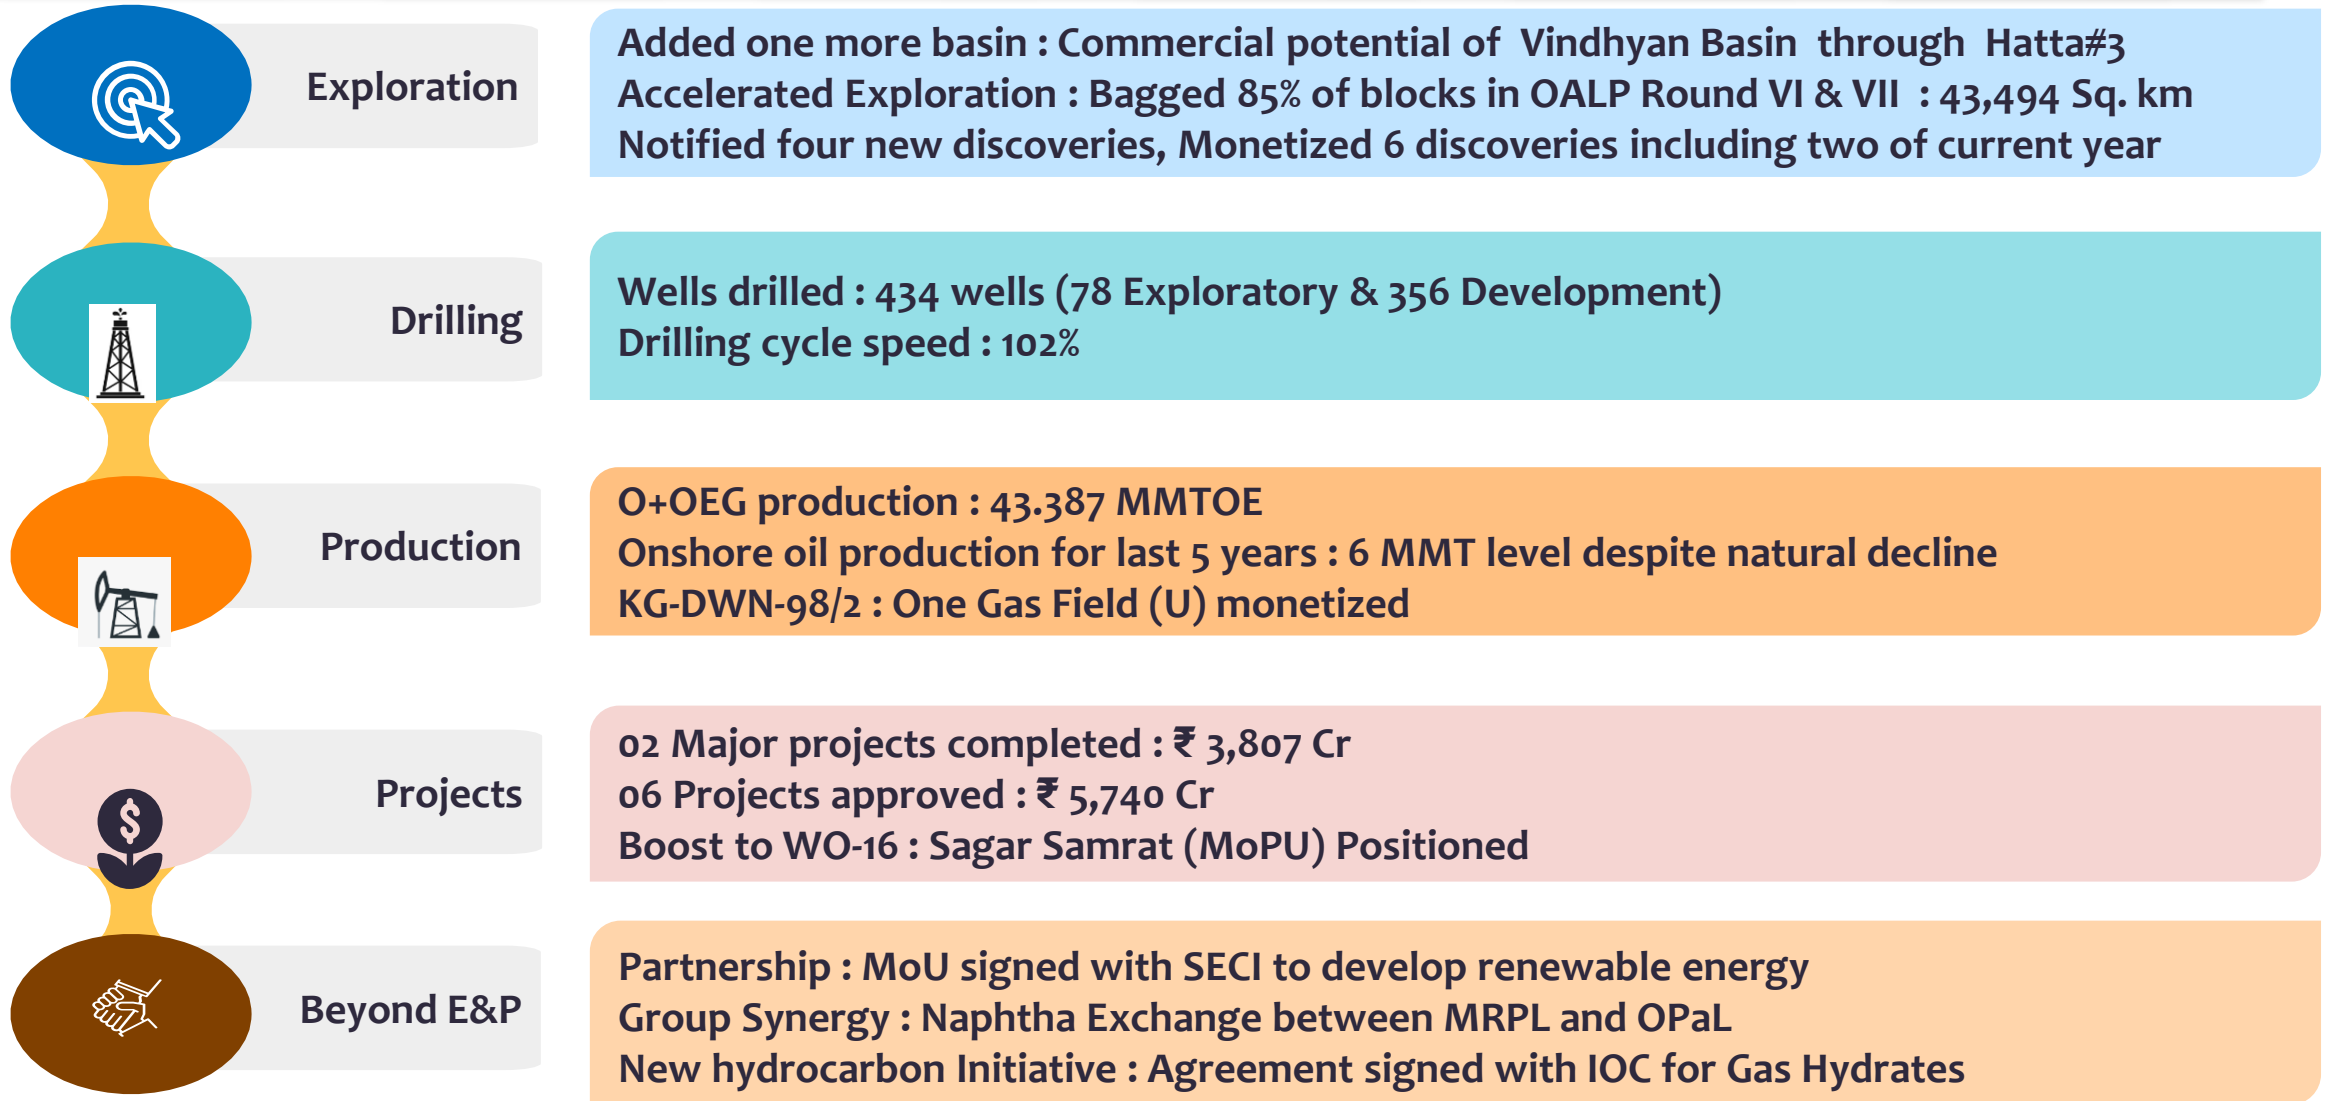 Exploration
Added one more basin : Commercial potential of Vindhyan Basin through Hatta#3
Accelerated Exploration : Bagged 85% of blocks in OALP Round VI & VII : 43,494 Sq. km
Notified four new discoveries, Monetized 6 discoveries including two of current year
Drilling
Wells drilled : 434 wells (78 Exploratory & 356 Development)
Drilling cycle speed : 102%
Production
O+OEG production : 43.387 MMTOE
Onshore oil production for last 5 years : 6 MMT level despite natural decline
KG-DWN-98/2 : One Gas Field (U) monetized
Projects
02 Major projects completed : ₹ 3,807 Cr
06 Projects approved : ₹ 5,740 Cr
Boost to WO-16 : Sagar Samrat (MoPU) Positioned
$
Beyond E&P
Partnership : MoU signed with SECI to develop renewable energy
Group Synergy : Naphtha Exchange between MRPL and OPaL
New hydrocarbon Initiative : Agreement signed with IOC for Gas Hydrates